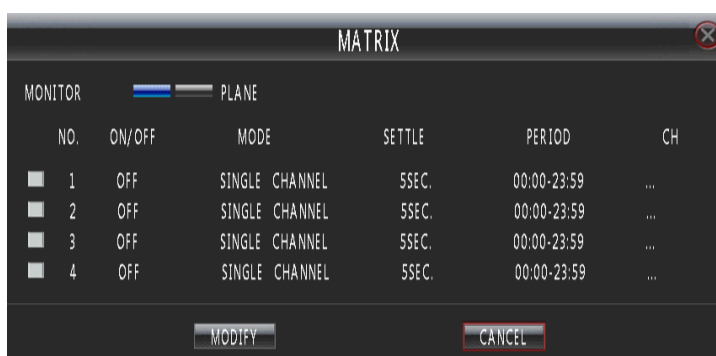 MATRIX
MONITOR PLANE
NO. ON/OFF MODE SETTLE PERIOD CH
1 OFF SINGLE CHANNEL 5SEC. 00:00-23:59 ...
2 OFF SINGLE CHANNEL 5SEC. 00:00-23:59 ...
3 OFF SINGLE CHANNEL 5SEC. 00:00-23:59 ...
4 OFF SINGLE CHANNEL 5SEC. 00:00-23:59 ...
MODIFY CANCEL